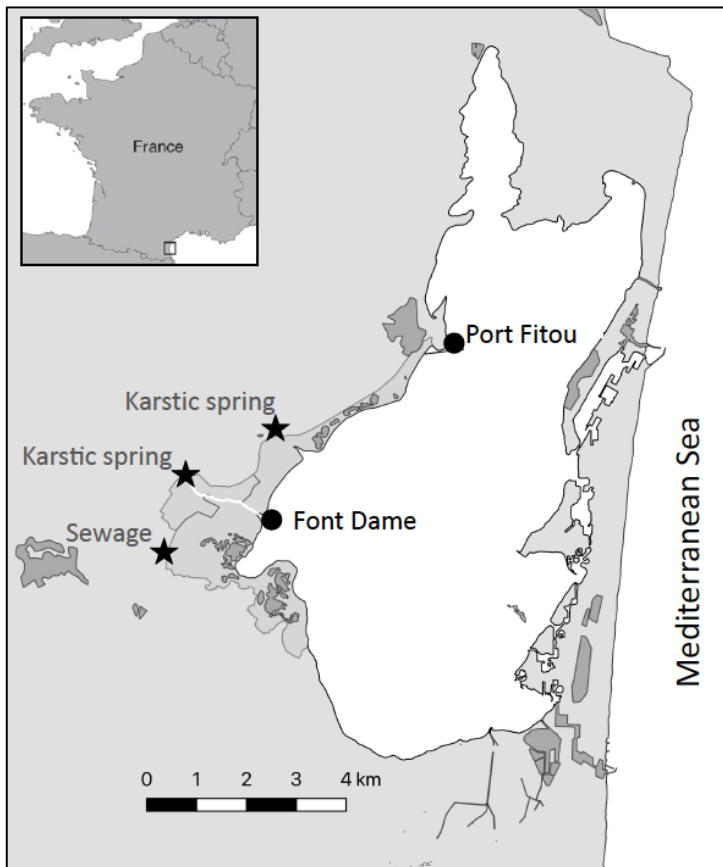 France
Port Fitou
Karstic spring
Karstic spring
Font Dame
Sewage
Mediterranean Sea
0 1 2 3 4 km